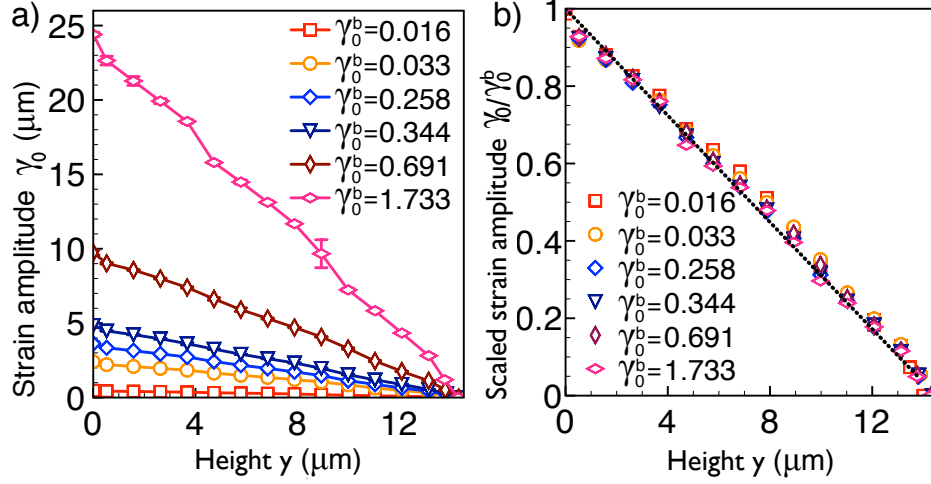 a)
Strain amplitude γ₀ (μm)
25
20
15
10
5
0
γ₀ᵇ=0.016
γ₀ᵇ=0.033
γ₀ᵇ=0.258
γ₀ᵇ=0.344
γ₀ᵇ=0.691
γ₀ᵇ=1.733
0 4 8 12
Height y (μm)
b)
Scaled strain amplitude γ₀/γ₀ᵇ
1
0.8
0.6
0.4
0.2
0
γ₀ᵇ=0.016
γ₀ᵇ=0.033
γ₀ᵇ=0.258
γ₀ᵇ=0.344
γ₀ᵇ=0.691
γ₀ᵇ=1.733
0 4 8 12
Height y (μm)